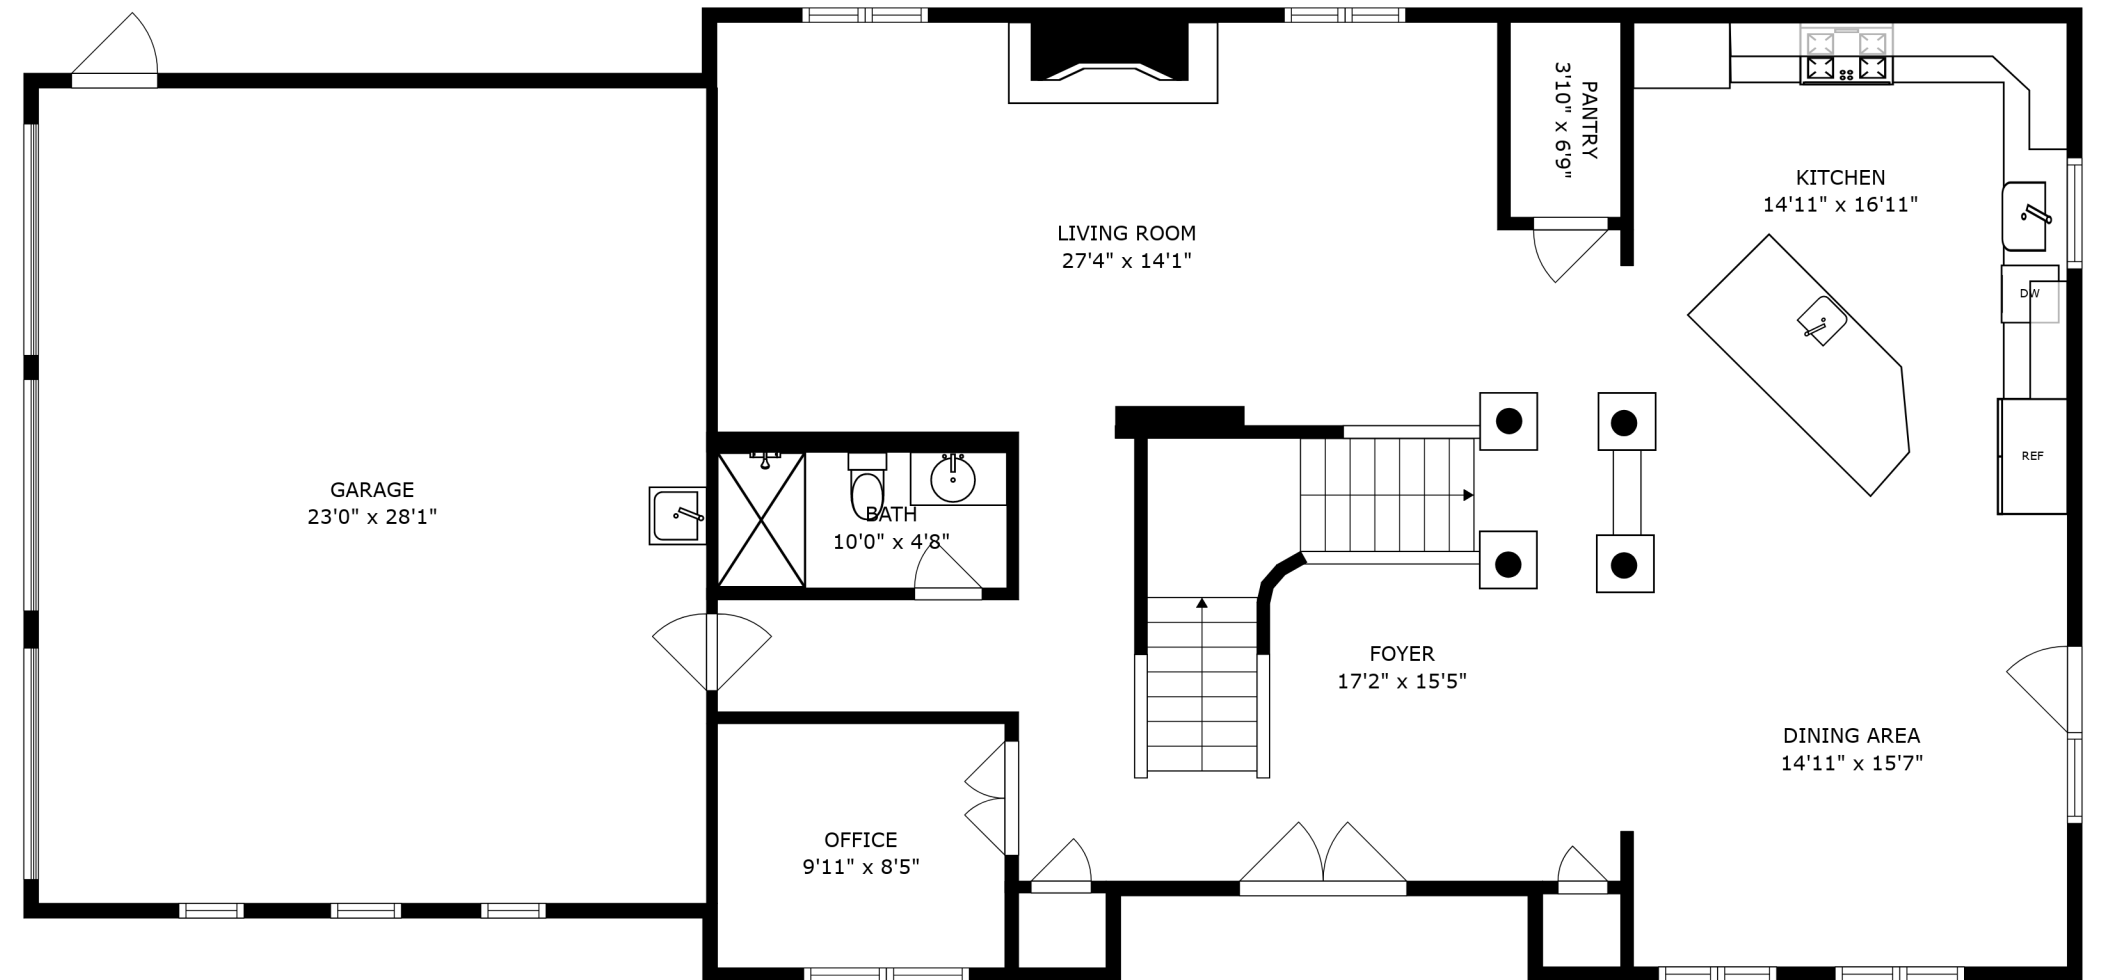 PANTRY
3'10" x 6'9"
KITCHEN
14'11" x 16'11"
LIVING ROOM
27'4" x 14'1"
DW
REF
GARAGE
23'0" x 28'1"
BATH
10'0" x 4'8"
FOYER
17'2" x 15'5"
DINING AREA
14'11" x 15'7"
OFFICE
9'11" x 8'5"